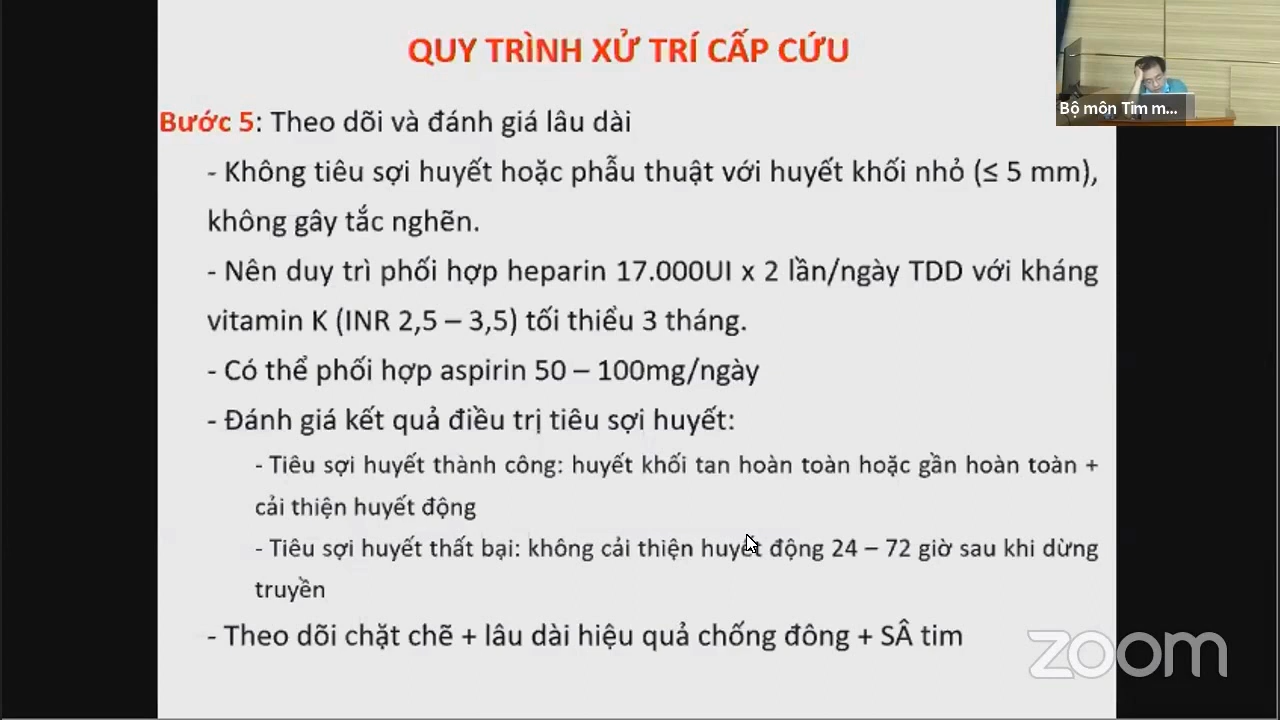 QUY TRÌNH XỬ TRÍ CẤP CỨU
Bộ môn Tim m...
Bước 5: Theo dõi và đánh giá lâu dài
- Không tiêu sợi huyết hoặc phẫu thuật với huyết khối nhỏ (≤ 5 mm),
không gây tắc nghẽn.
- Nên duy trì phối hợp heparin 17.000UI x 2 lần/ngày TDD với kháng
vitamin K (INR 2,5 – 3,5) tối thiểu 3 tháng.
- Có thể phối hợp aspirin 50 – 100mg/ngày
- Đánh giá kết quả điều trị tiêu sợi huyết:
- Tiêu sợi huyết thành công: huyết khối tan hoàn toàn hoặc gần hoàn toàn +
cải thiện huyết động
- Tiêu sợi huyết thất bại: không cải thiện huyết động 24 – 72 giờ sau khi dừng
truyền
- Theo dõi chặt chẽ + lâu dài hiệu quả chống đông + SÂ tim
zoom